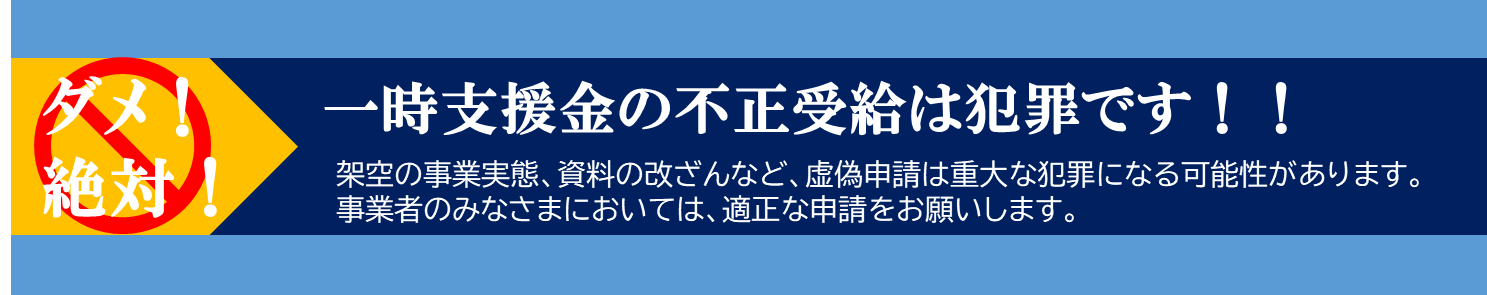 ダメ！
絶対！
一時支援金の不正受給は犯罪です！！
架空の事業実態、資料の改ざんなど、虚偽申請は重大な犯罪になる可能性があります。
事業者のみなさまにおいては、適正な申請をお願いします。